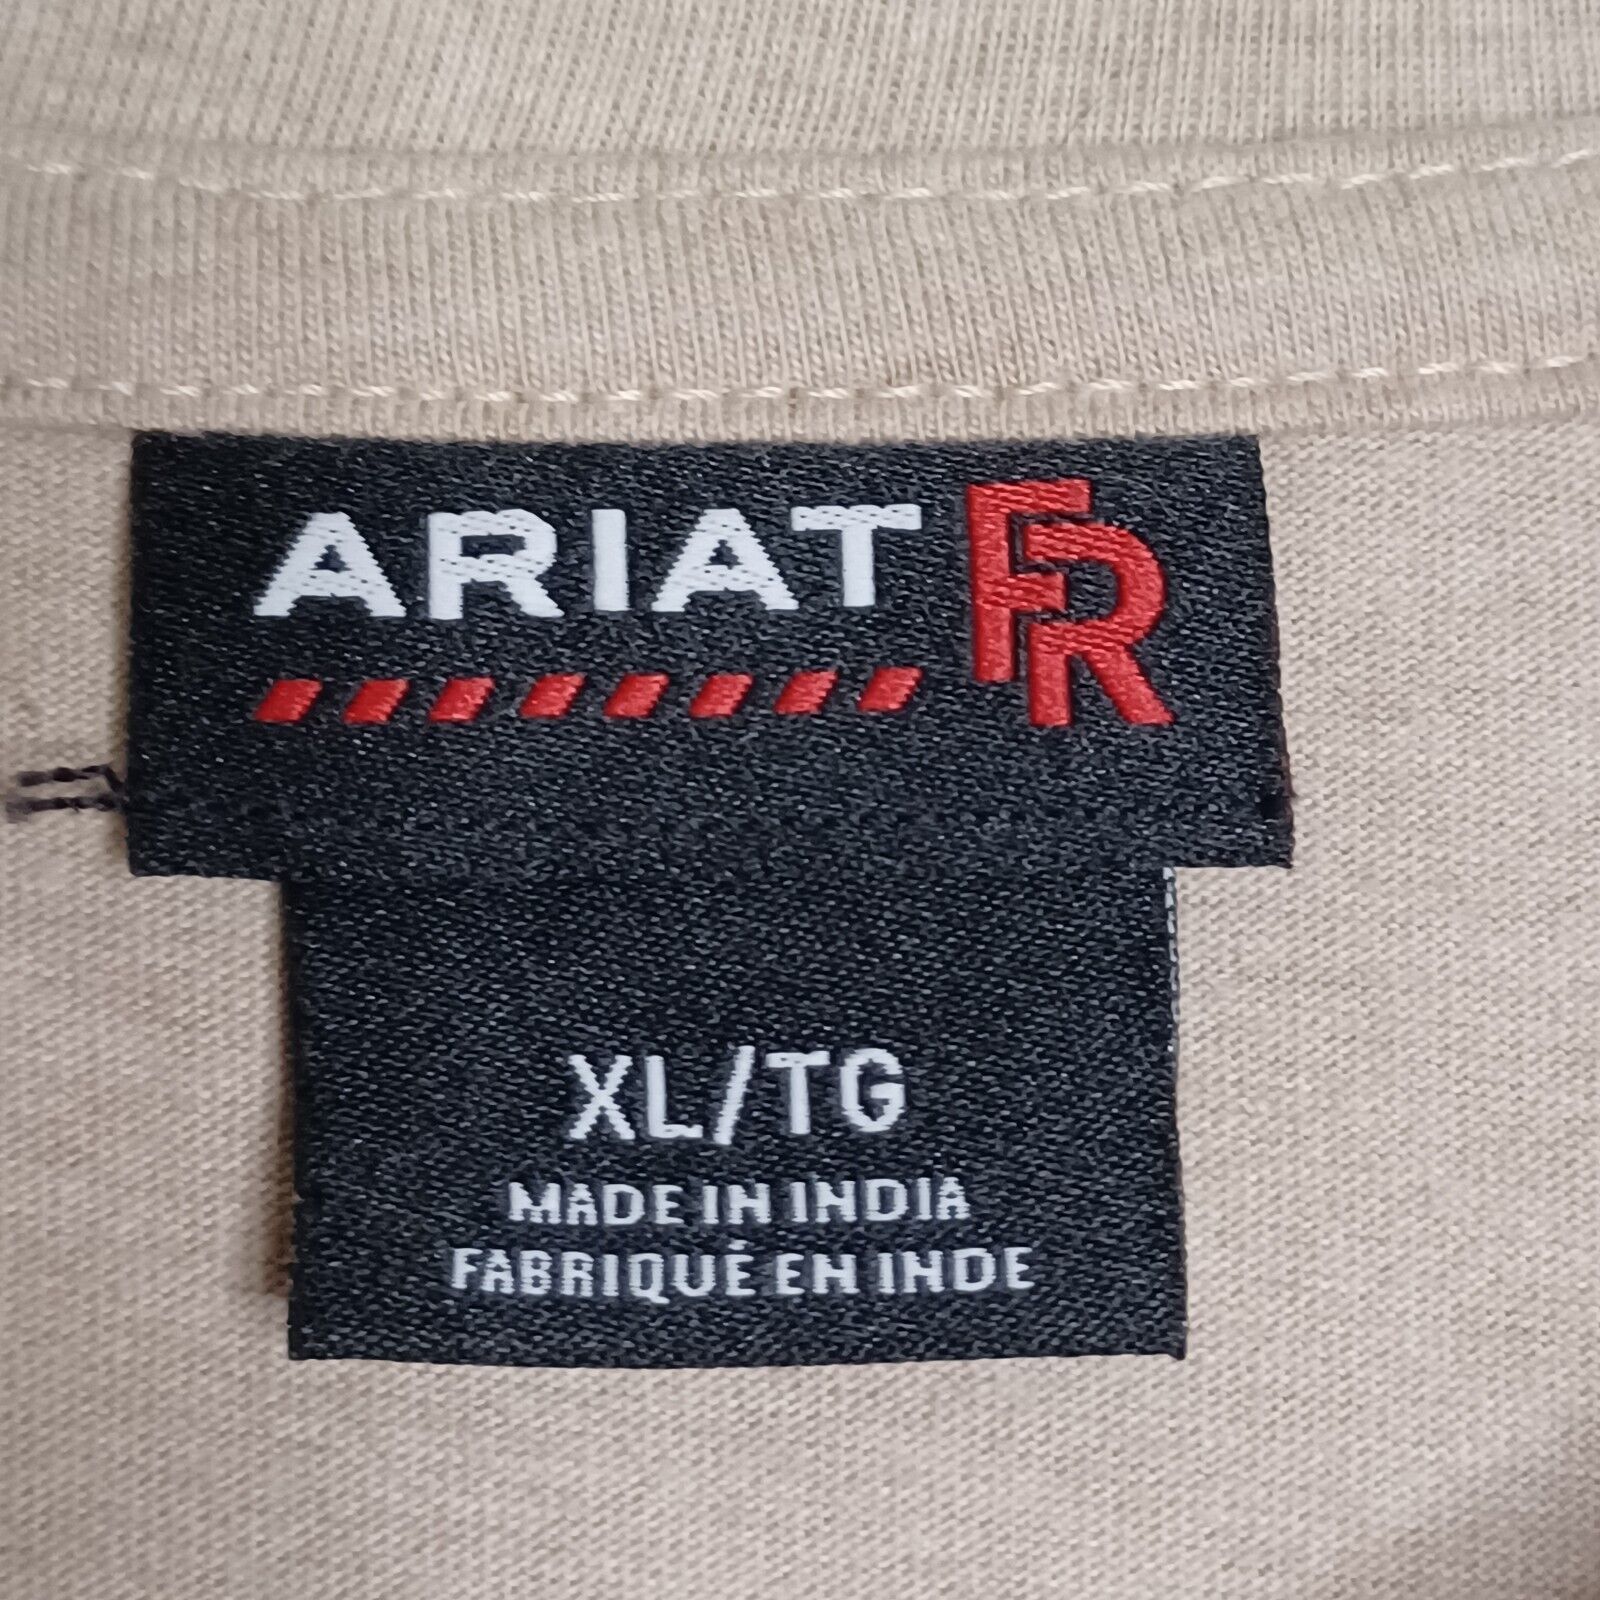 ARIAT FR
XL/TG
MADE IN INDIA
FABRIQUÉ EN INDE